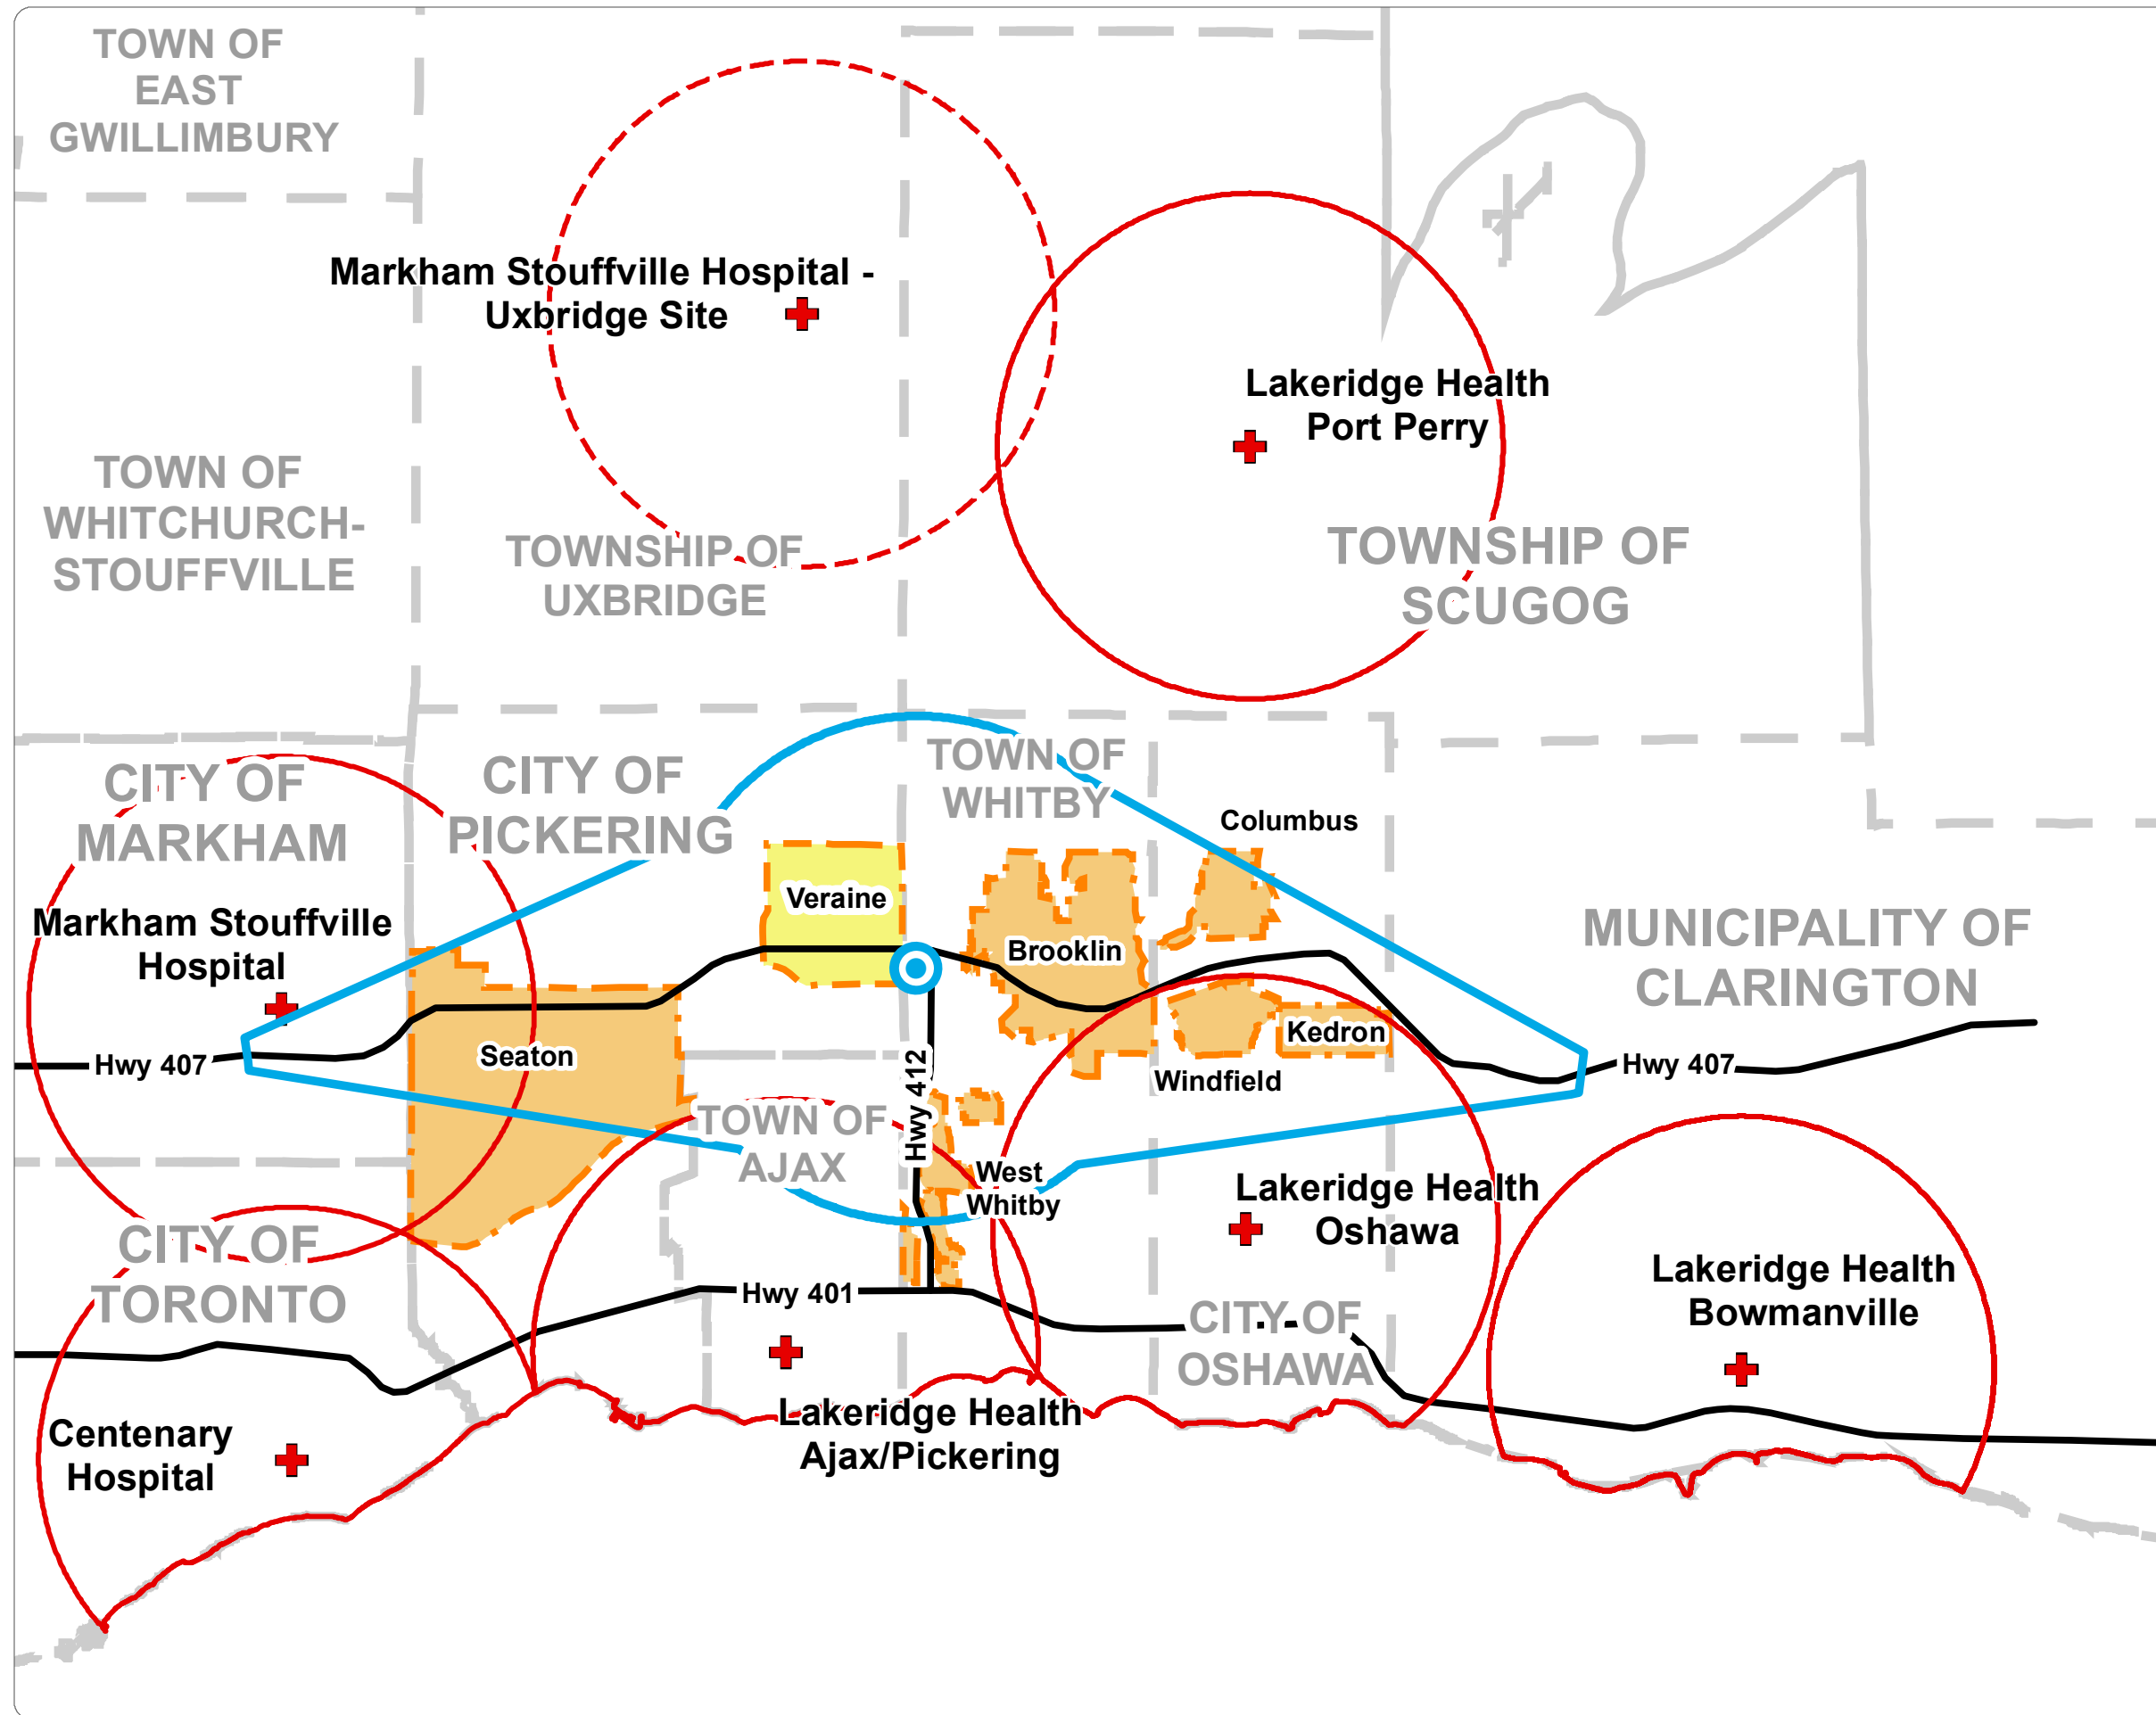 TOWN OF
EAST
GWILLIMBURY
Markham Stouffville Hospital -
Uxbridge Site
Lakeridge Health
Port Perry
TOWN OF
WHITCHURCH-
STOUFFVILLE
TOWNSHIP OF
UXBRIDGE
TOWNSHIP OF
SCUGOG
CITY OF
MARKHAM
CITY OF
PICKERING
TOWN OF
WHITBY
Columbus
Veraine
Markham Stouffville
Hospital
Brooklin
MUNICIPALITY OF
CLARINGTON
Hwy 407
Seaton
Kedron
Windfield
Hwy 407
Hwy 412
TOWN OF
AJAX
West
Whitby
Lakeridge Health
Oshawa
CITY OF
TORONTO
Hwy 401
CITY OF
OSHAWA
Lakeridge Health
Bowmanville
Centenary
Hospital
Lakeridge Health
Ajax/Pickering